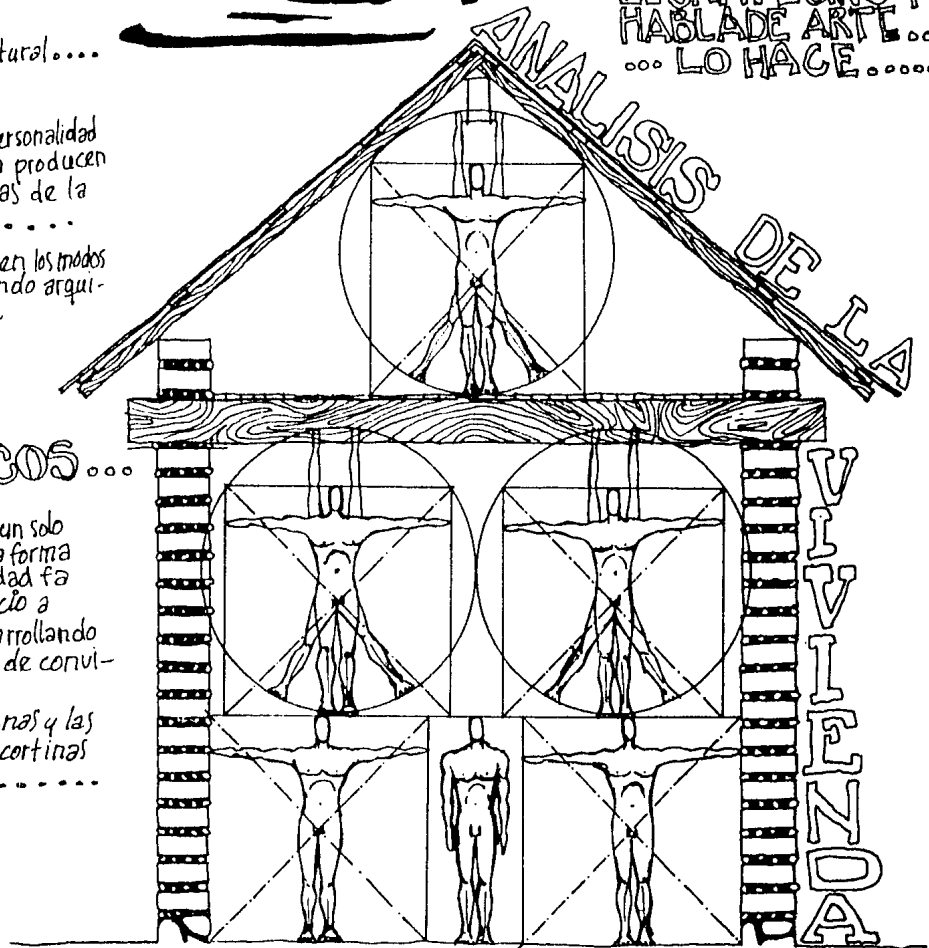 HABLA DE ARTE...
... LO HACE.....
tural....
ersonalidad
producen
as de la
.....
en los modos
ndo arqui-
ANALISIS DE LA
VIVIENDA
COS...
un solo
a forma
dad fa
cio a
rrollando
de convi-
nas y las
cortinas
.......